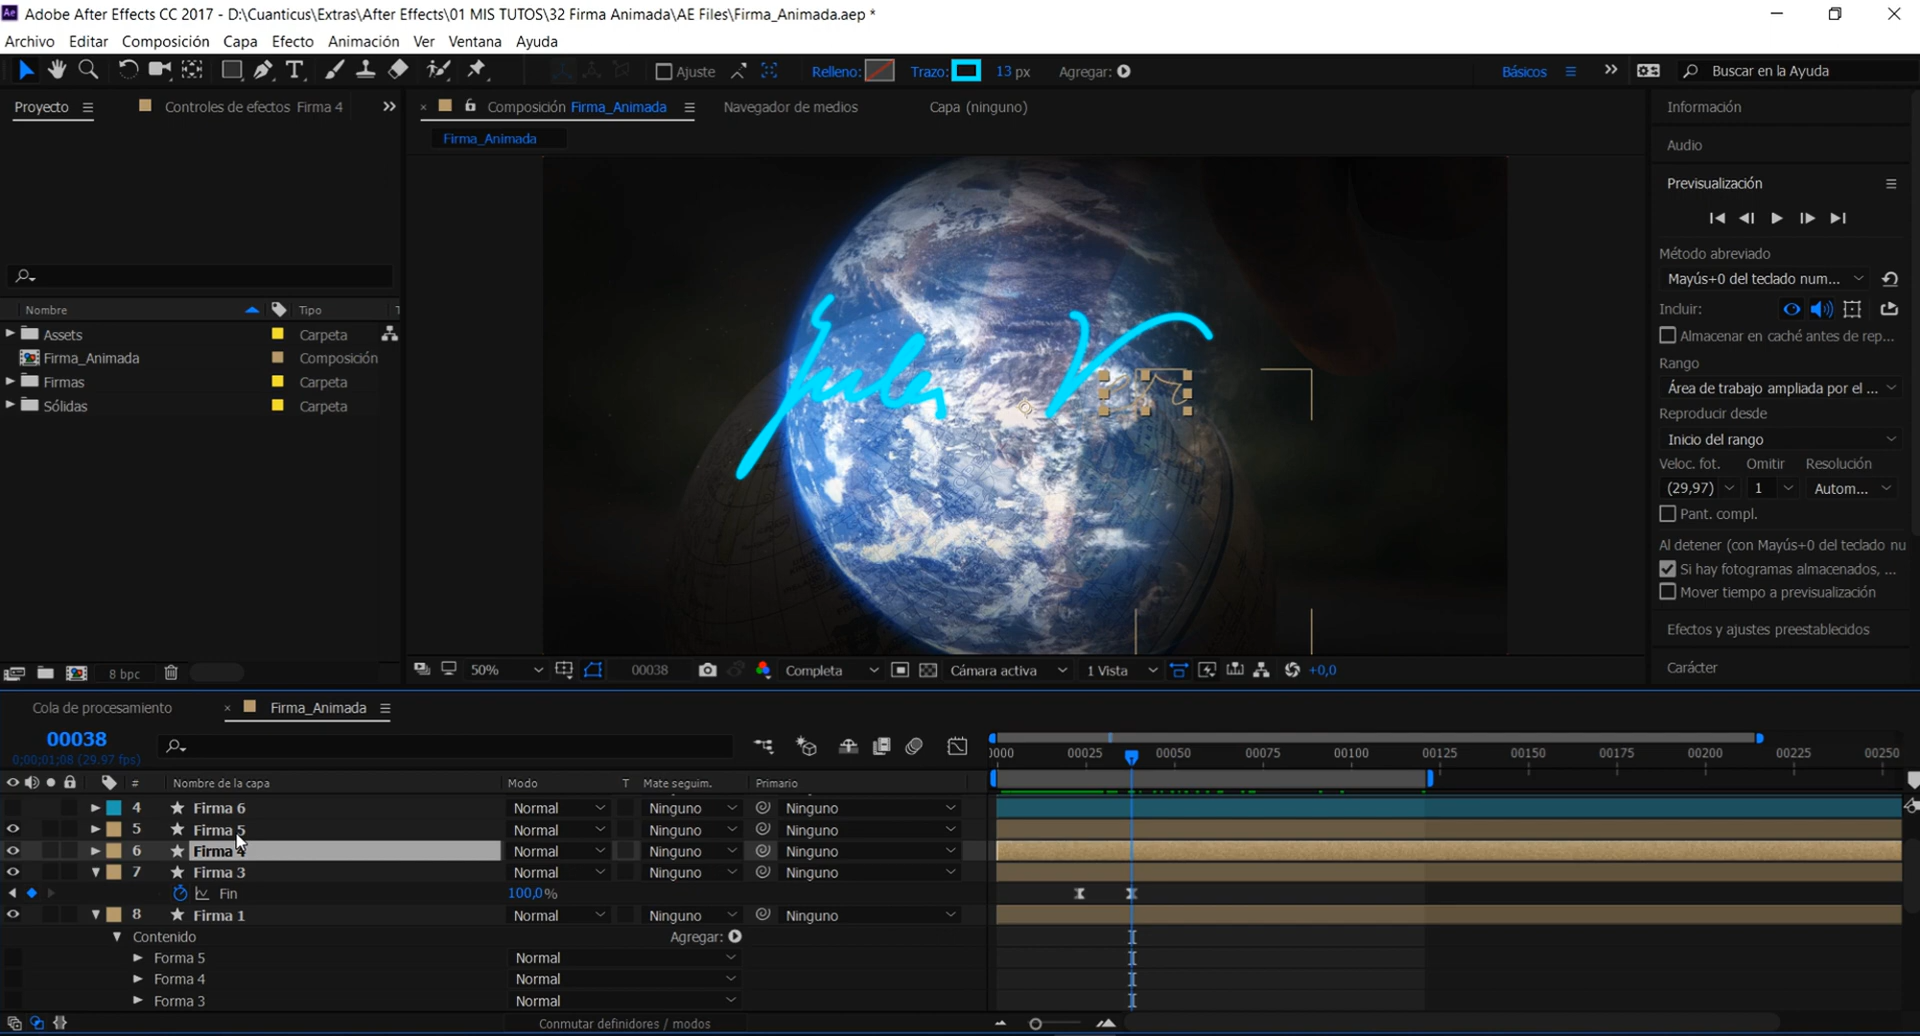 Adobe After Effects CC 2017 - D:\Cuanticus\Extras\After Effects\01 MIS TUTOS\32 Firma Animada\AE Files\Firma_Animada.aep *
Archivo Editar Composición Capa Efecto Animación Ver Ventana Ayuda
Ajuste Relleno: Trazo: 13 px Agregar: Básicos Buscar en la Ayuda
Proyecto Controles de efectos Firma 4 Composición Firma_Animada Navegador de medios Capa (ninguno) Información
Firma_Animada
Audio
Previsualización
Método abreviado
Mayús+0 del teclado num...
Incluir:
Almacenar en caché antes de rep...
Rango
Área de trabajo ampliada por el ...
Reproducir desde
Inicio del rango
Veloc. fot. Omitir Resolución
(29,97) 1 Autom...
Pant. compl.
Al detener (con Mayús+0 del teclado nu
Si hay fotogramas almacenados, ...
Mover tiempo a previsualización
Efectos y ajustes preestablecidos
Carácter
Nombre Tipo
Assets Carpeta
Firma_Animada Composición
Firmas Carpeta
Sólidas Carpeta
Jules V
8 bpc
50% 00038 Completa Cámara activa 1 Vista +0,0
Cola de procesamiento Firma_Animada
00038
0;00;01;08 (29.97 fps)
0000 00025 00050 00075 00100 00125 00150 00175 00200 00225 00250
# Nombre de la capa Modo T Mate seguim. Primario
4 Firma 6 Normal Ninguno Ninguno
5 Firma 5 Normal Ninguno Ninguno
6 Firma 4 Normal Ninguno Ninguno
7 Firma 3 Normal Ninguno Ninguno
Fin 100,0%
8 Firma 1 Normal Ninguno Ninguno
Contenido Agregar:
Forma 5 Normal
Forma 4 Normal
Forma 3 Normal
Conmutar definidores / modos